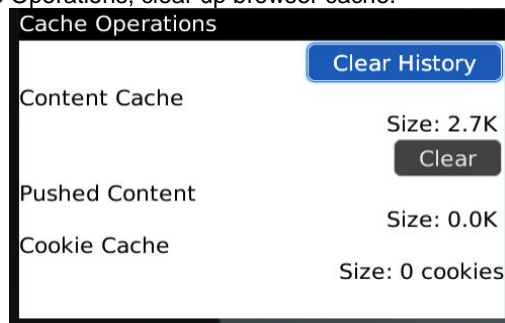 Operations, clear up browser cache.
Cache Operations
Clear History
Content Cache
Size: 2.7K
Clear
Pushed Content
Size: 0.0K
Cookie Cache
Size: 0 cookies